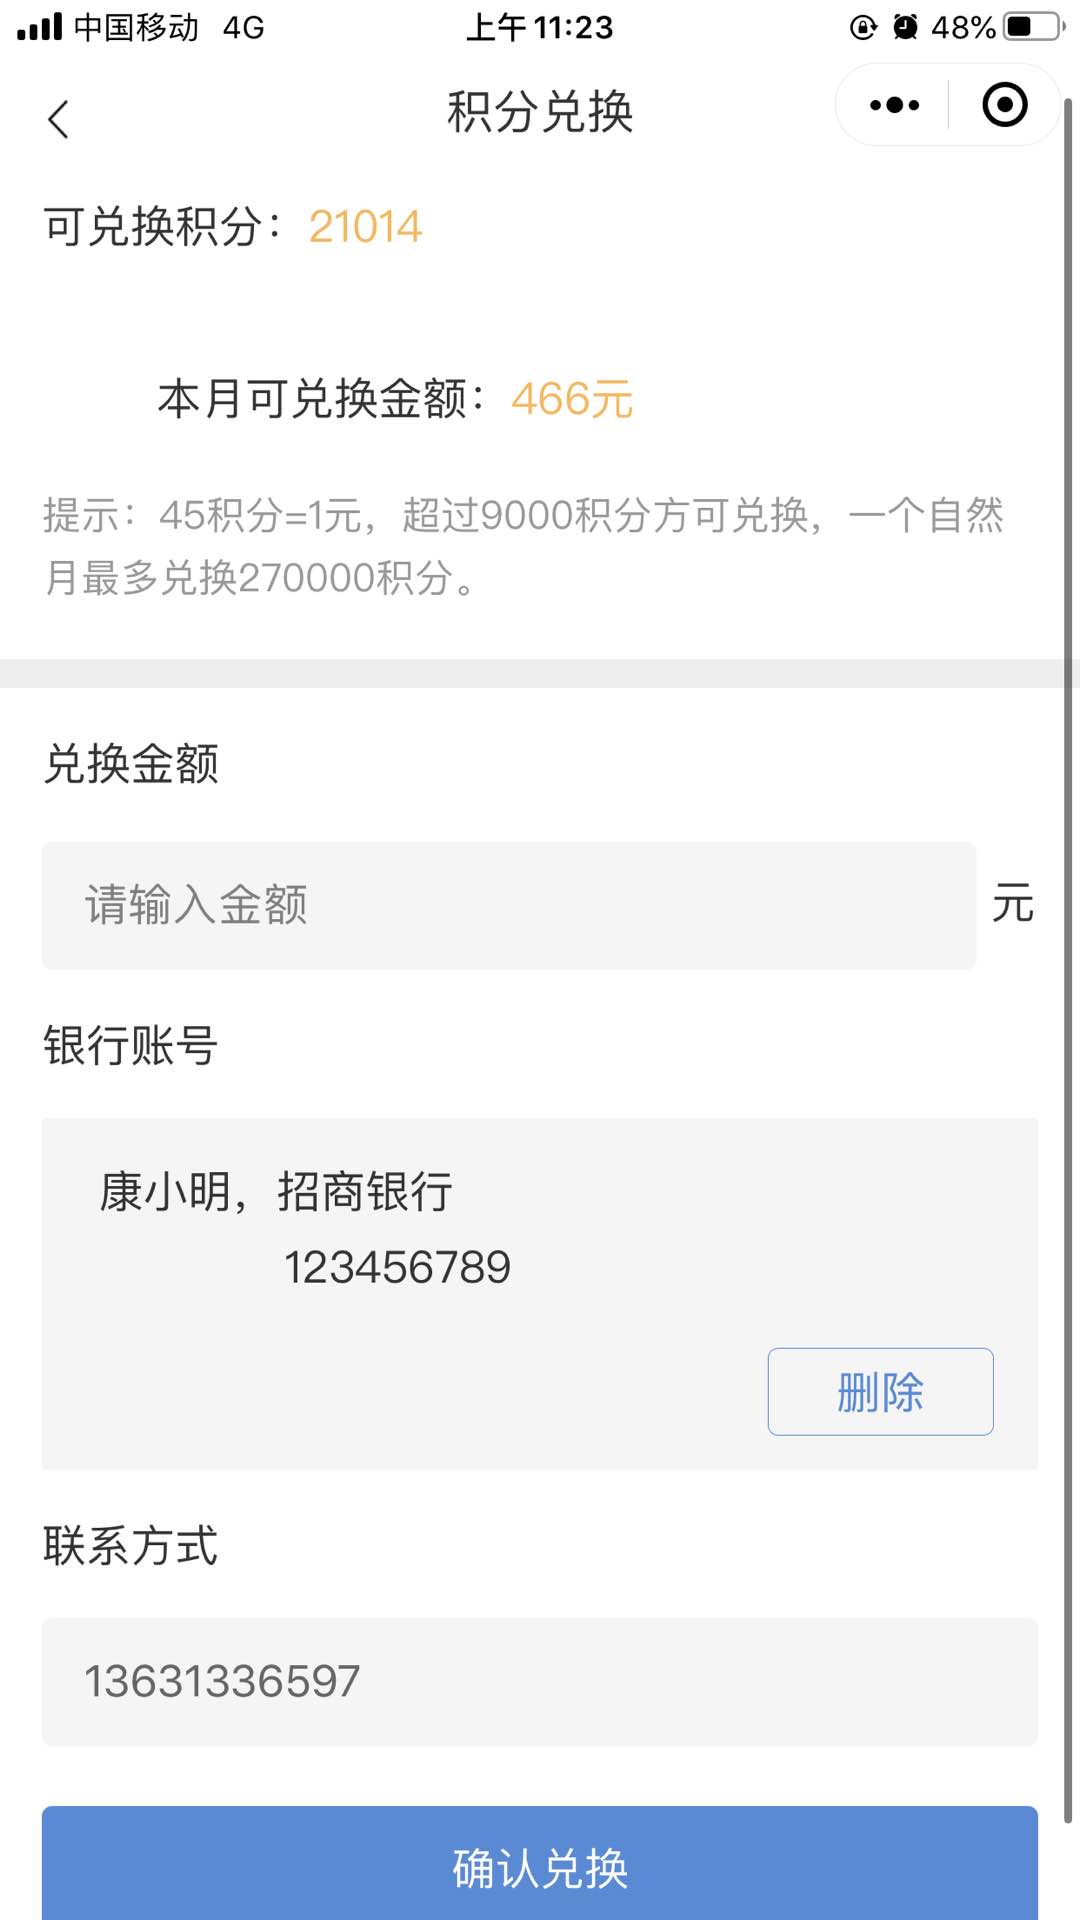 中国移动 4G 上午11:23 48%
积分兑换
可兑换积分：21014
本月可兑换金额：466元
提示：45积分=1元，超过9000积分方可兑换，一个自然
月最多兑换270000积分。
兑换金额
请输入金额 元
银行账号
康小明，招商银行
123456789
删除
联系方式
13631336597
确认兑换